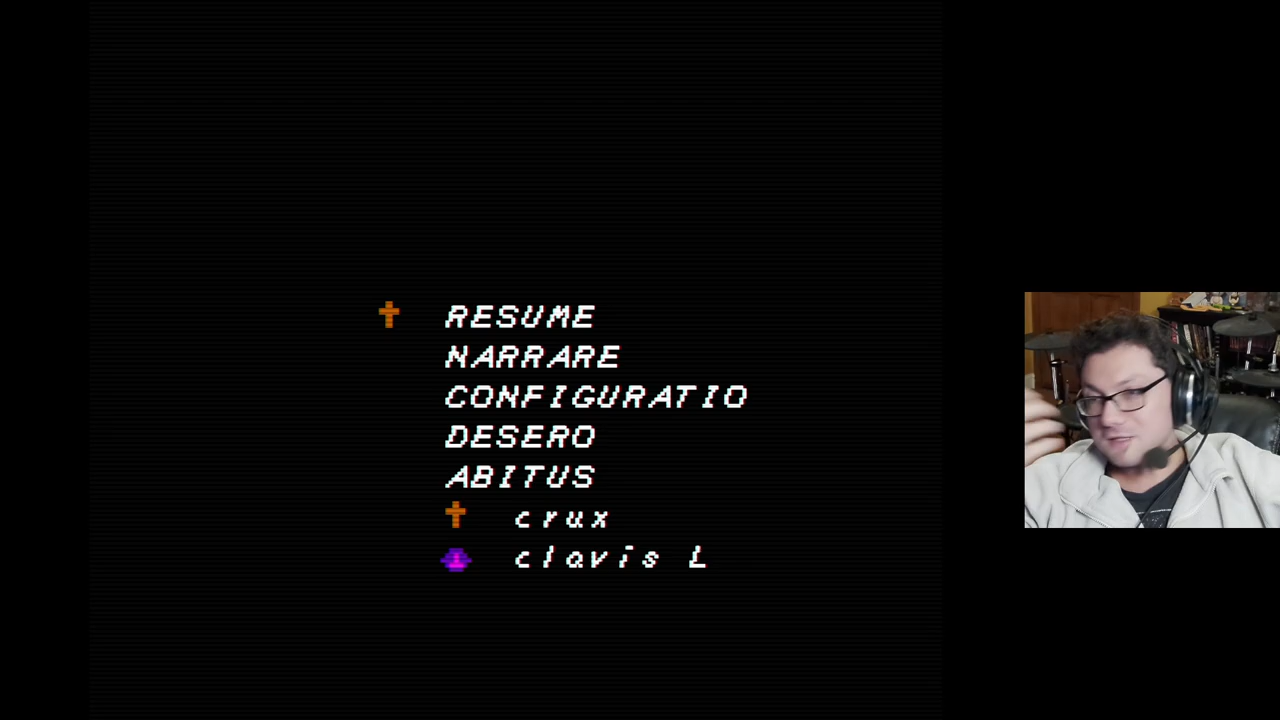 RESUME
NARRARE
CONFIGURATIO
DESERO
ABITUS
crux
clavis L